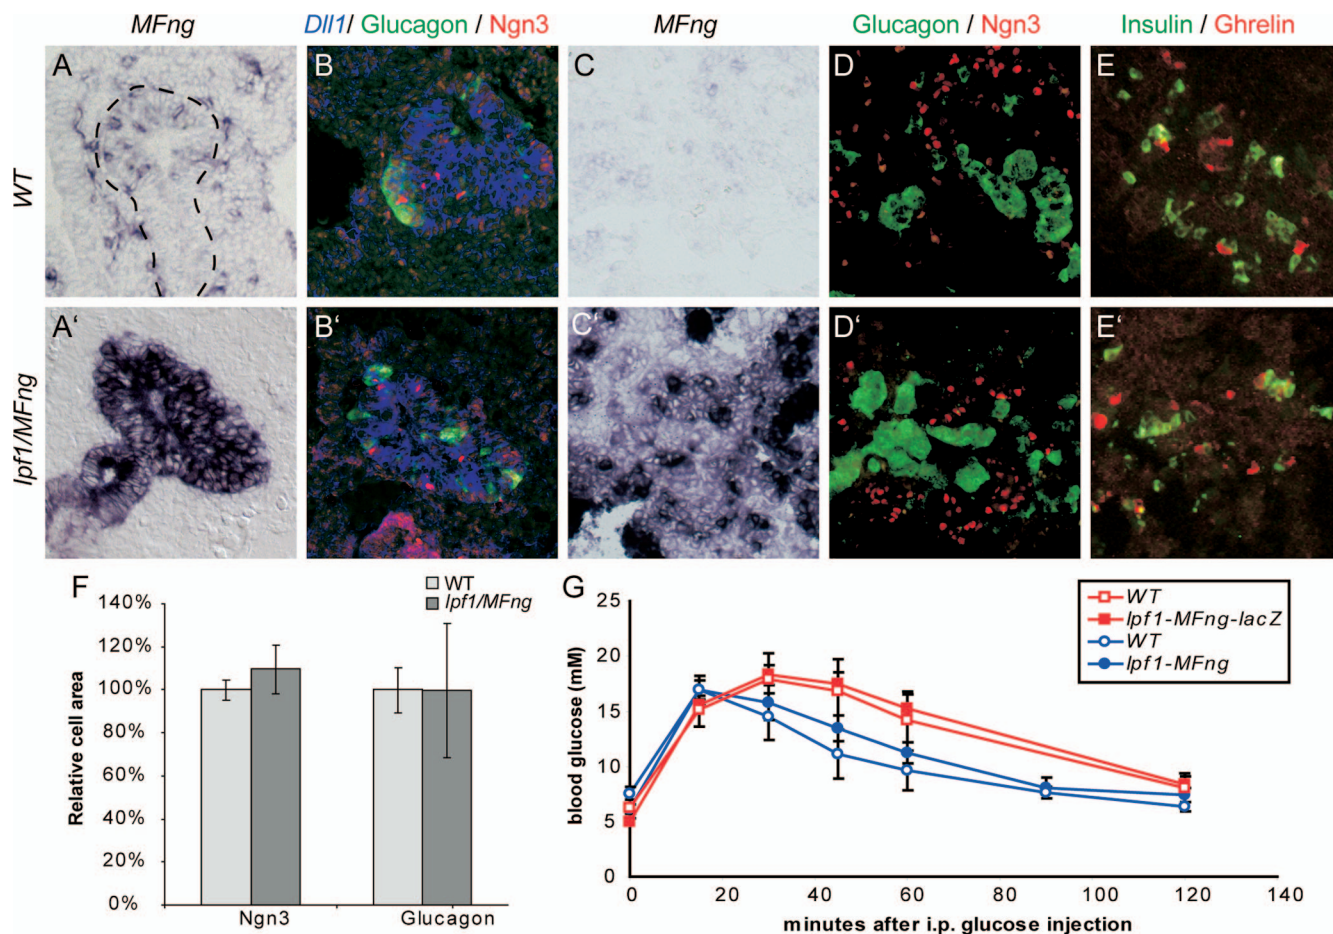 MFng
Dll1/ Glucagon / Ngn3
MFng
Glucagon / Ngn3
Insulin / Ghrelin
WT
A
B
C
D
E
Ipf1/MFng
A‘
B‘
C‘
D‘
E‘
F
WT
Ipf1/MFng
Relative cell area
140%
120%
100%
80%
60%
40%
20%
0%
Ngn3
Glucagon
G
WT
Ipf1-MFng-lacZ
WT
Ipf1-MFng
blood glucose (mM)
25
20
15
10
5
0
0 20 40 60 80 100 120 140
minutes after i.p. glucose injection